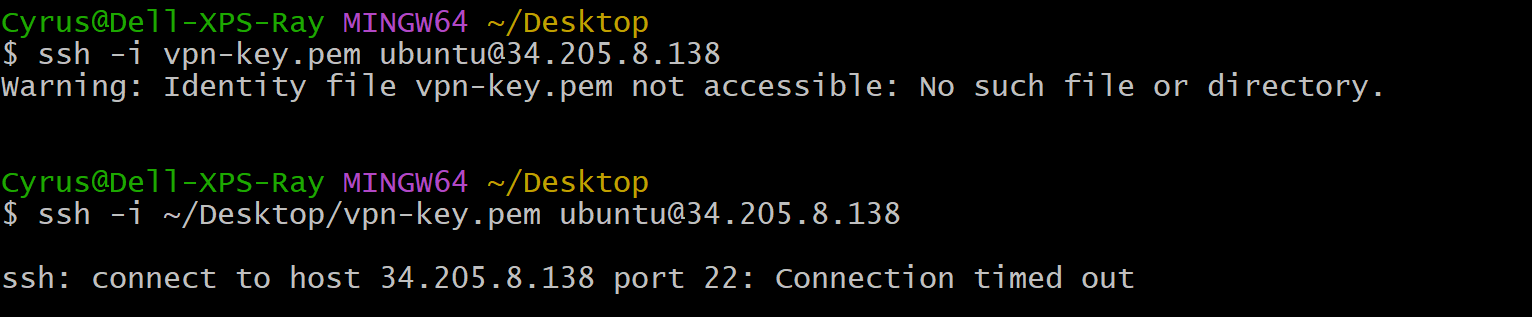 Cyrus@Dell-XPS-Ray MINGW64 ~/Desktop
$ ssh -i vpn-key.pem ubuntu@34.205.8.138
Warning: Identity file vpn-key.pem not accessible: No such file or directory.
Cyrus@Dell-XPS-Ray MINGW64 ~/Desktop
$ ssh -i ~/Desktop/vpn-key.pem ubuntu@34.205.8.138
ssh: connect to host 34.205.8.138 port 22: Connection timed out